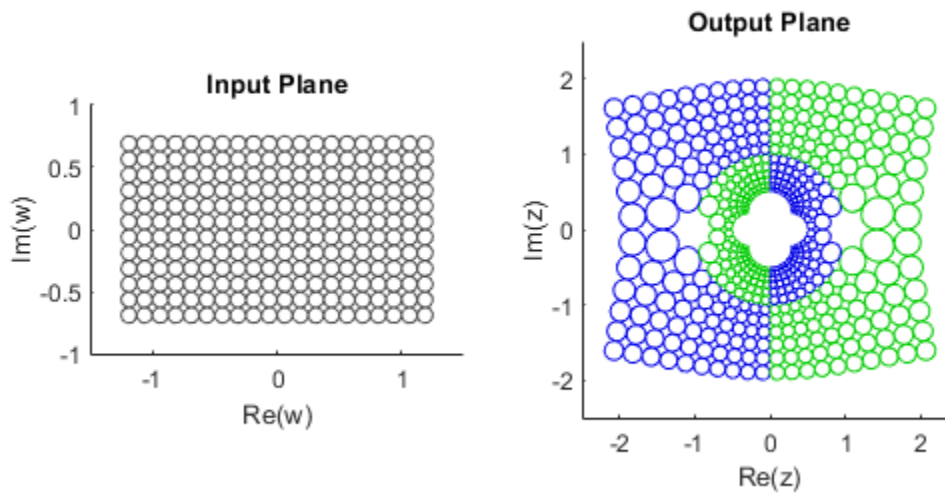 Input Plane
1
0.5
0
-0.5
-1
Im(w)
-1 0 1
Re(w)
Output Plane
2
1
0
-1
-2
Im(z)
-2 -1 0 1 2
Re(z)